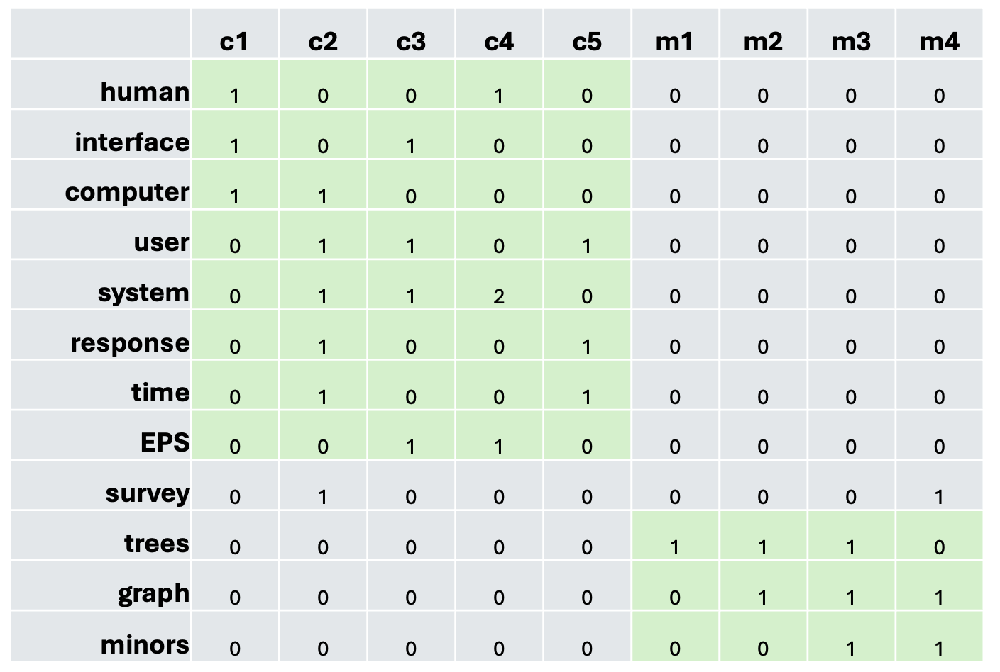 c1 c2 c3 c4 c5 m1 m2 m3 m4
human 1 0 0 1 0 0 0 0 0
interface 1 0 1 0 0 0 0 0 0
computer 1 1 0 0 0 0 0 0 0
user 0 1 1 0 1 0 0 0 0
system 0 1 1 2 0 0 0 0 0
response 0 1 0 0 1 0 0 0 0
time 0 1 0 0 1 0 0 0 0
EPS 0 0 1 1 0 0 0 0 0
survey 0 1 0 0 0 0 0 0 1
trees 0 0 0 0 0 1 1 1 0
graph 0 0 0 0 0 0 1 1 1
minors 0 0 0 0 0 0 0 1 1